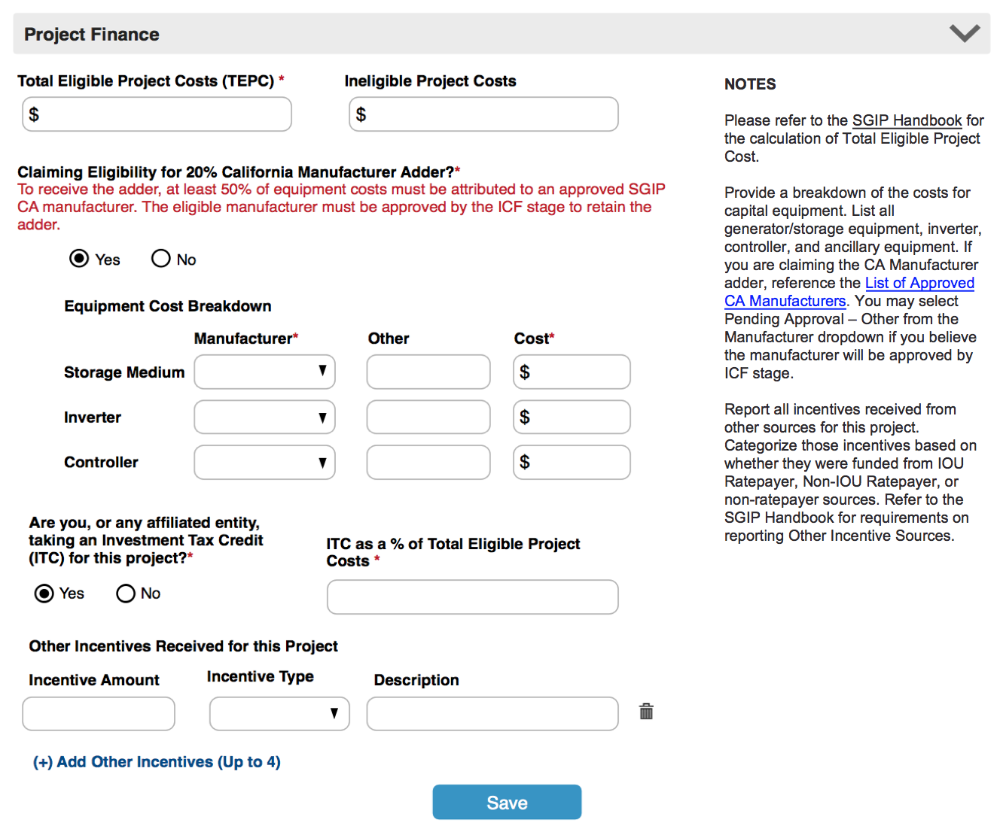 Project Finance
Total Eligible Project Costs (TEPC) *
Ineligible Project Costs
$
$
Claiming Eligibility for 20% California Manufacturer Adder?*
To receive the adder, at least 50% of equipment costs must be attributed to an approved SGIP
CA manufacturer. The eligible manufacturer must be approved by the ICF stage to retain the
adder.
Yes No
Equipment Cost Breakdown
Manufacturer* Other Cost*
Storage Medium $
Inverter $
Controller $
Are you, or any affiliated entity,
taking an Investment Tax Credit
(ITC) for this project?*
Yes No
ITC as a % of Total Eligible Project
Costs *
Other Incentives Received for this Project
Incentive Amount Incentive Type Description
(+) Add Other Incentives (Up to 4)
Save
NOTES
Please refer to the SGIP Handbook for
the calculation of Total Eligible Project
Cost.
Provide a breakdown of the costs for
capital equipment. List all
generator/storage equipment, inverter,
controller, and ancillary equipment. If
you are claiming the CA Manufacturer
adder, reference the List of Approved
CA Manufacturers. You may select
Pending Approval – Other from the
Manufacturer dropdown if you believe
the manufacturer will be approved by
ICF stage.
Report all incentives received from
other sources for this project.
Categorize those incentives based on
whether they were funded from IOU
Ratepayer, Non-IOU Ratepayer, or
non-ratepayer sources. Refer to the
SGIP Handbook for requirements on
reporting Other Incentive Sources.